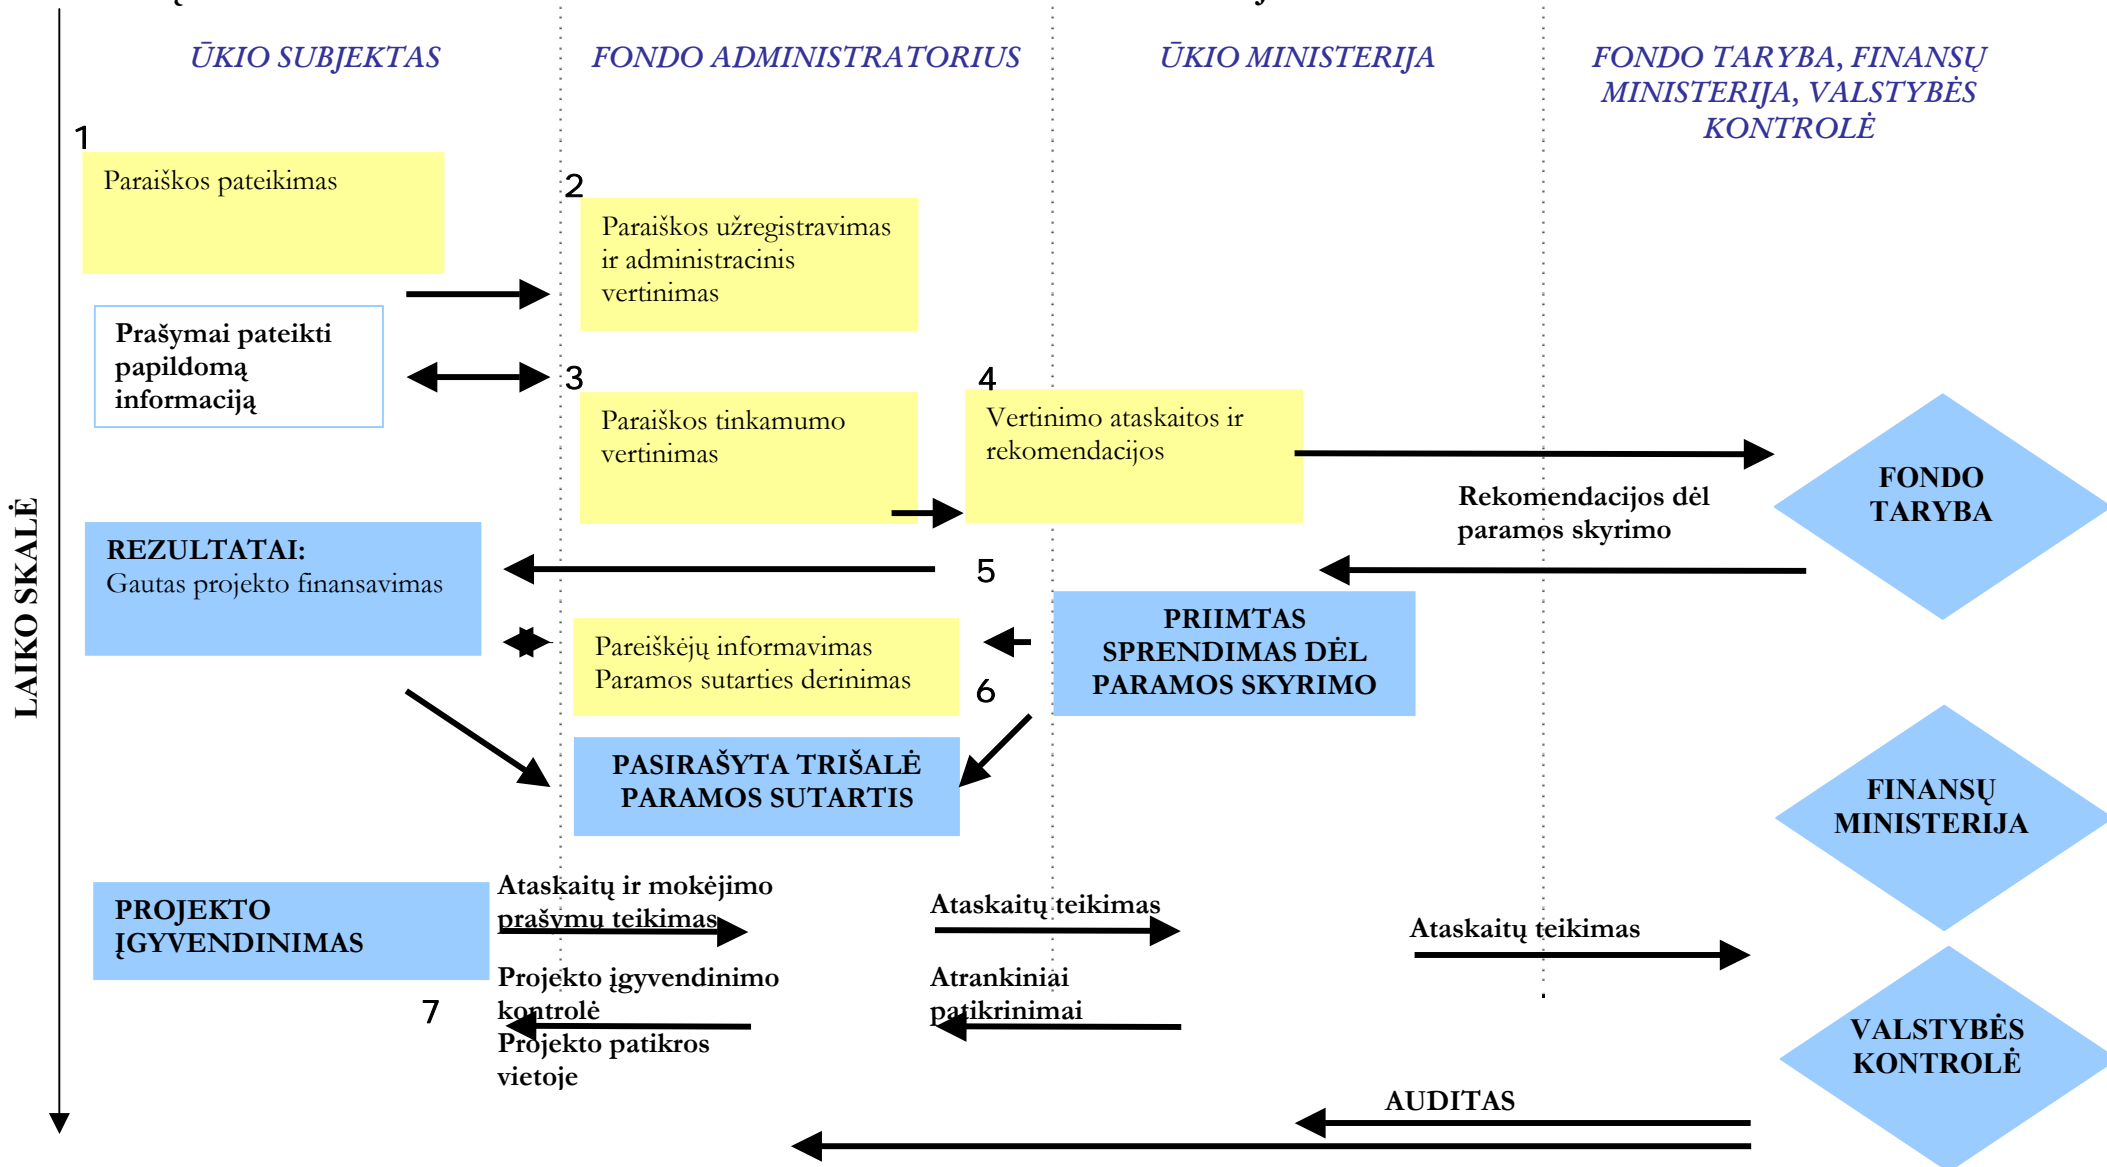 ŪKIO SUBJEKTAS
FONDO ADMINISTRATORIUS
ŪKIO MINISTERIJA
FONDO TARYBA, FINANSŲ
MINISTERIJA, VALSTYBĖS
KONTROLĖ
1
Paraiškos pateikimas
2
Paraiškos užregistravimas
ir administracinis
vertinimas
Prašymai pateikti
papildomą
informaciją
3
Paraiškos tinkamumo
vertinimas
4
Vertinimo ataskaitos ir
rekomendacijos
FONDO
TARYBA
Rekomendacijos dėl
paramos skyrimo
LAIKO SKALĖ
REZULTATAI:
Gautas projekto finansavimas
5
Pareiškėjų informavimas
Paramos sutarties derinimas
6
PRIIMTAS
SPRENDIMAS DĖL
PARAMOS SKYRIMO
PASIRAŠYTA TRIŠALĖ
PARAMOS SUTARTIS
FINANSŲ
MINISTERIJA
PROJEKTO
ĮGYVENDINIMAS
7
Ataskaitų ir mokėjimo
prašymų teikimas
Ataskaitų teikimas
Ataskaitų teikimas
Projekto įgyvendinimo
kontrolė
Projekto patikros
vietoje
Atrankiniai
patikrinimai
VALSTYBĖS
KONTROLĖ
AUDITAS